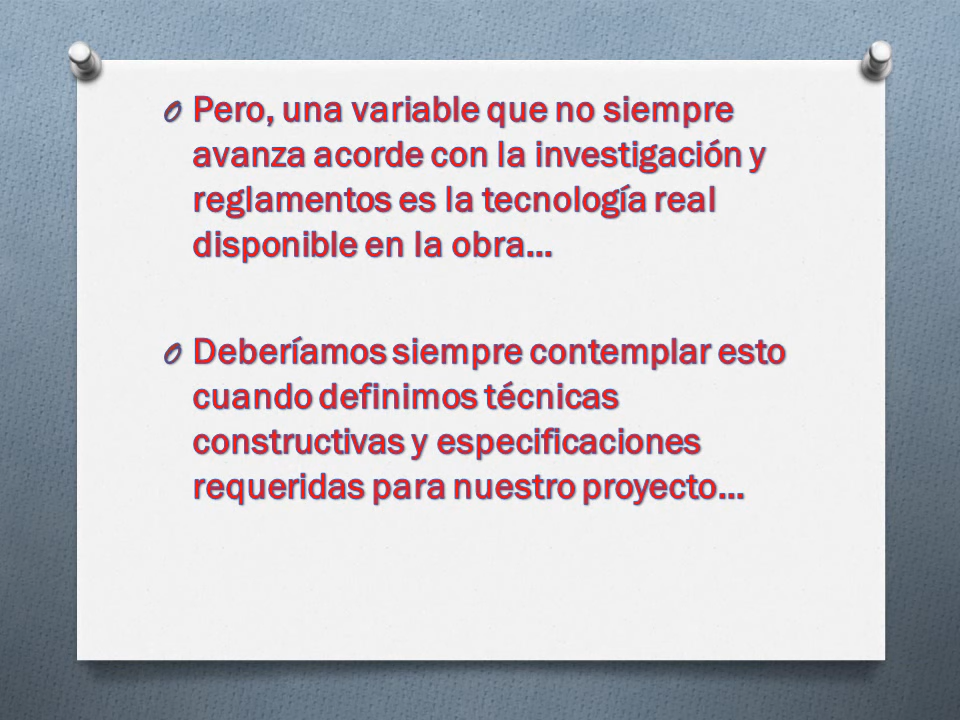 Pero, una variable que no siempre
avanza acorde con la investigación y
reglamentos es la tecnología real
disponible en la obra...
Deberíamos siempre contemplar esto
cuando definimos técnicas
constructivas y especificaciones
requeridas para nuestro proyecto...